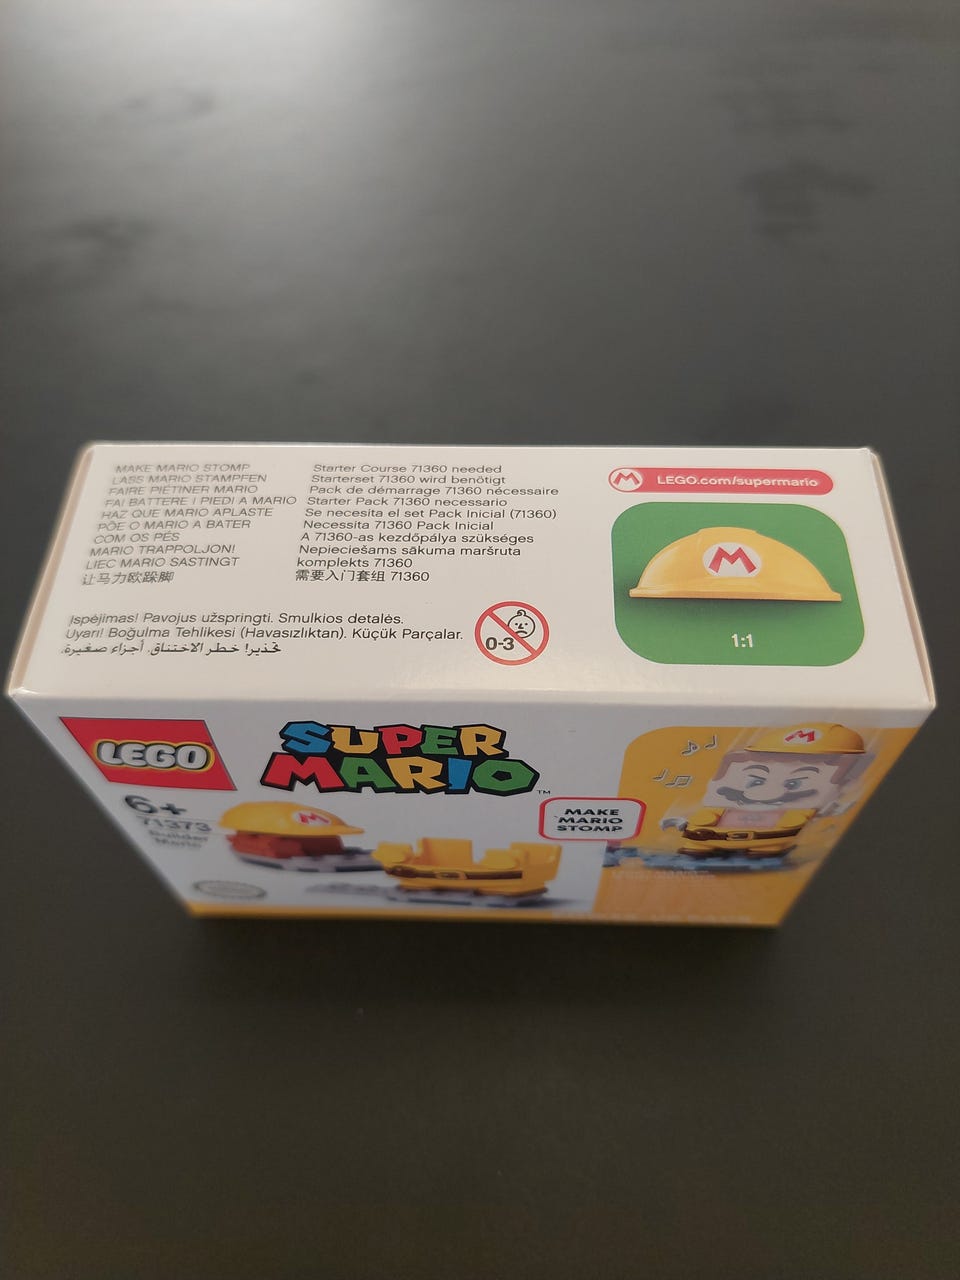 MAKE MARIO STOMP
LASS MARIO STAMPFEN
FAIRE PIÉTINER MARIO
FAI BATTERE I PIEDI A MARIO
HAZ QUE MARIO APLASTE
PÕE O MARIO A BATER
COM OS PÉS
MARIO TRAPPOLJON!
LIEC MARIO SASTINGT
让马力欧跺脚
Starter Course 71360 needed
Starterset 71360 wird benötigt
Pack de démarrage 71360 nécessaire
Starter Pack 71360 necessario
Se necesita el set Pack Inicial (71360)
Necessita 71360 Pack Inicial
A 71360-as kezdőpálya szükséges
Nepieciešams sākuma maršruta
komplekts 71360
需要入门套组 71360
Įspėjimas! Pavojus užspringti. Smulkios detalės.
Uyarı! Boğulma Tehlikesi (Havasızlıktan). Küçük Parçalar.
تحذير! خطر الاختناق. أجزاء صغيرة.
0-3
M LEGO.com/supermario
M
1:1
LEGO
SUPER
MARIO™
6+
71373
Builder
Mario
M
MAKE
MARIO
STOMP
M